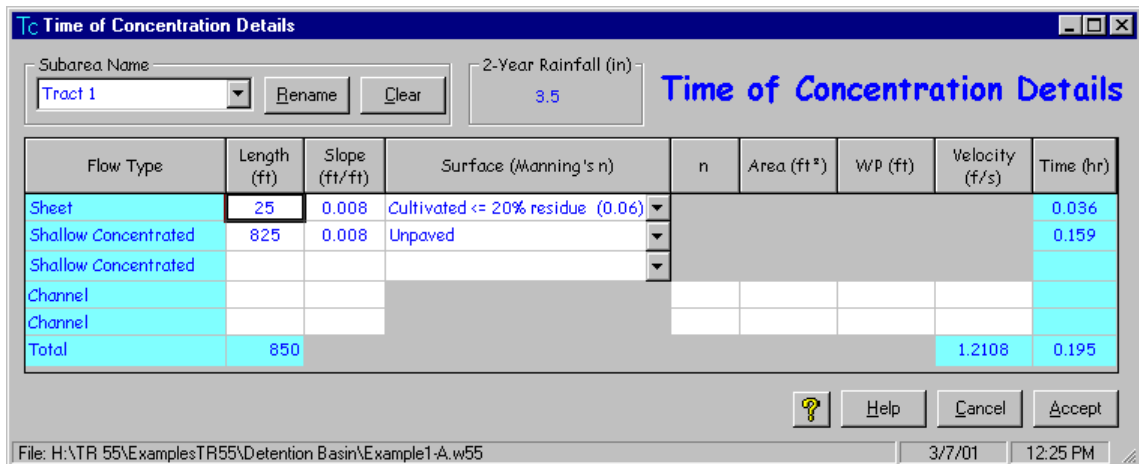 Tc Time of Concentration Details
Subarea Name
Tract 1
Rename
Clear
2-Year Rainfall (in)
3.5
Time of Concentration Details
Flow Type Length (ft) Slope (ft/ft) Surface (Manning's n) n Area (ft²) WP (ft) Velocity (f/s) Time (hr)
Sheet 25 0.008 Cultivated <= 20% residue (0.06) 0.036
Shallow Concentrated 825 0.008 Unpaved 0.159
Shallow Concentrated
Channel
Channel
Total 850 1.2108 0.195
? Help Cancel Accept
File: H:\TR 55\ExamplesTR55\Detention Basin\Example1-A.w55 3/7/01 12:25 PM